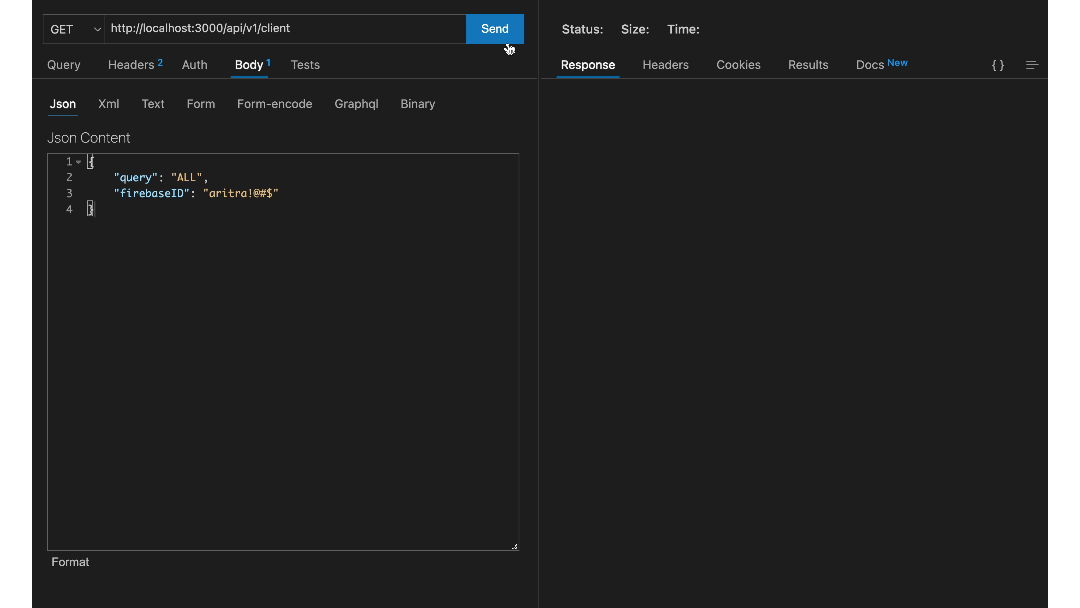 GET http://localhost:3000/api/v1/client Send
Query Headers 2 Auth Body 1 Tests
Json Xml Text Form Form-encode Graphql Binary
Json Content
1 {
2 "query": "ALL",
3 "firebaseID": "aritra!@#$"
4 }
Format
Status: Size: Time:
Response Headers Cookies Results Docs New { }